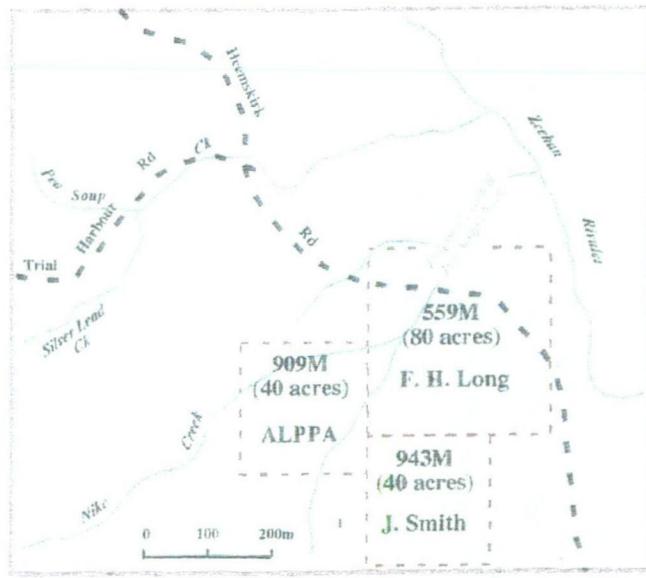 Heemskirk
Rd
Zeehan
Rivulet
Pea
Soup
Ck
Trial
Harbour
Rd
Silver Lead
Ck
559M
(80 acres)
F. H. Long
909M
(40 acres)
ALPPA
943M
(40 acres)
J. Smith
Nike
Creek
0 100 200m